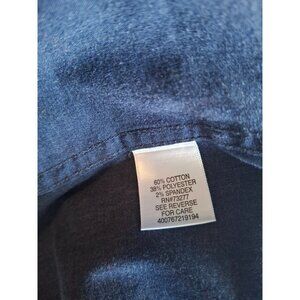 60% COTTON
38% POLYESTER
2% SPANDEX
RN#73277
SEE REVERSE
FOR CARE
400767219194